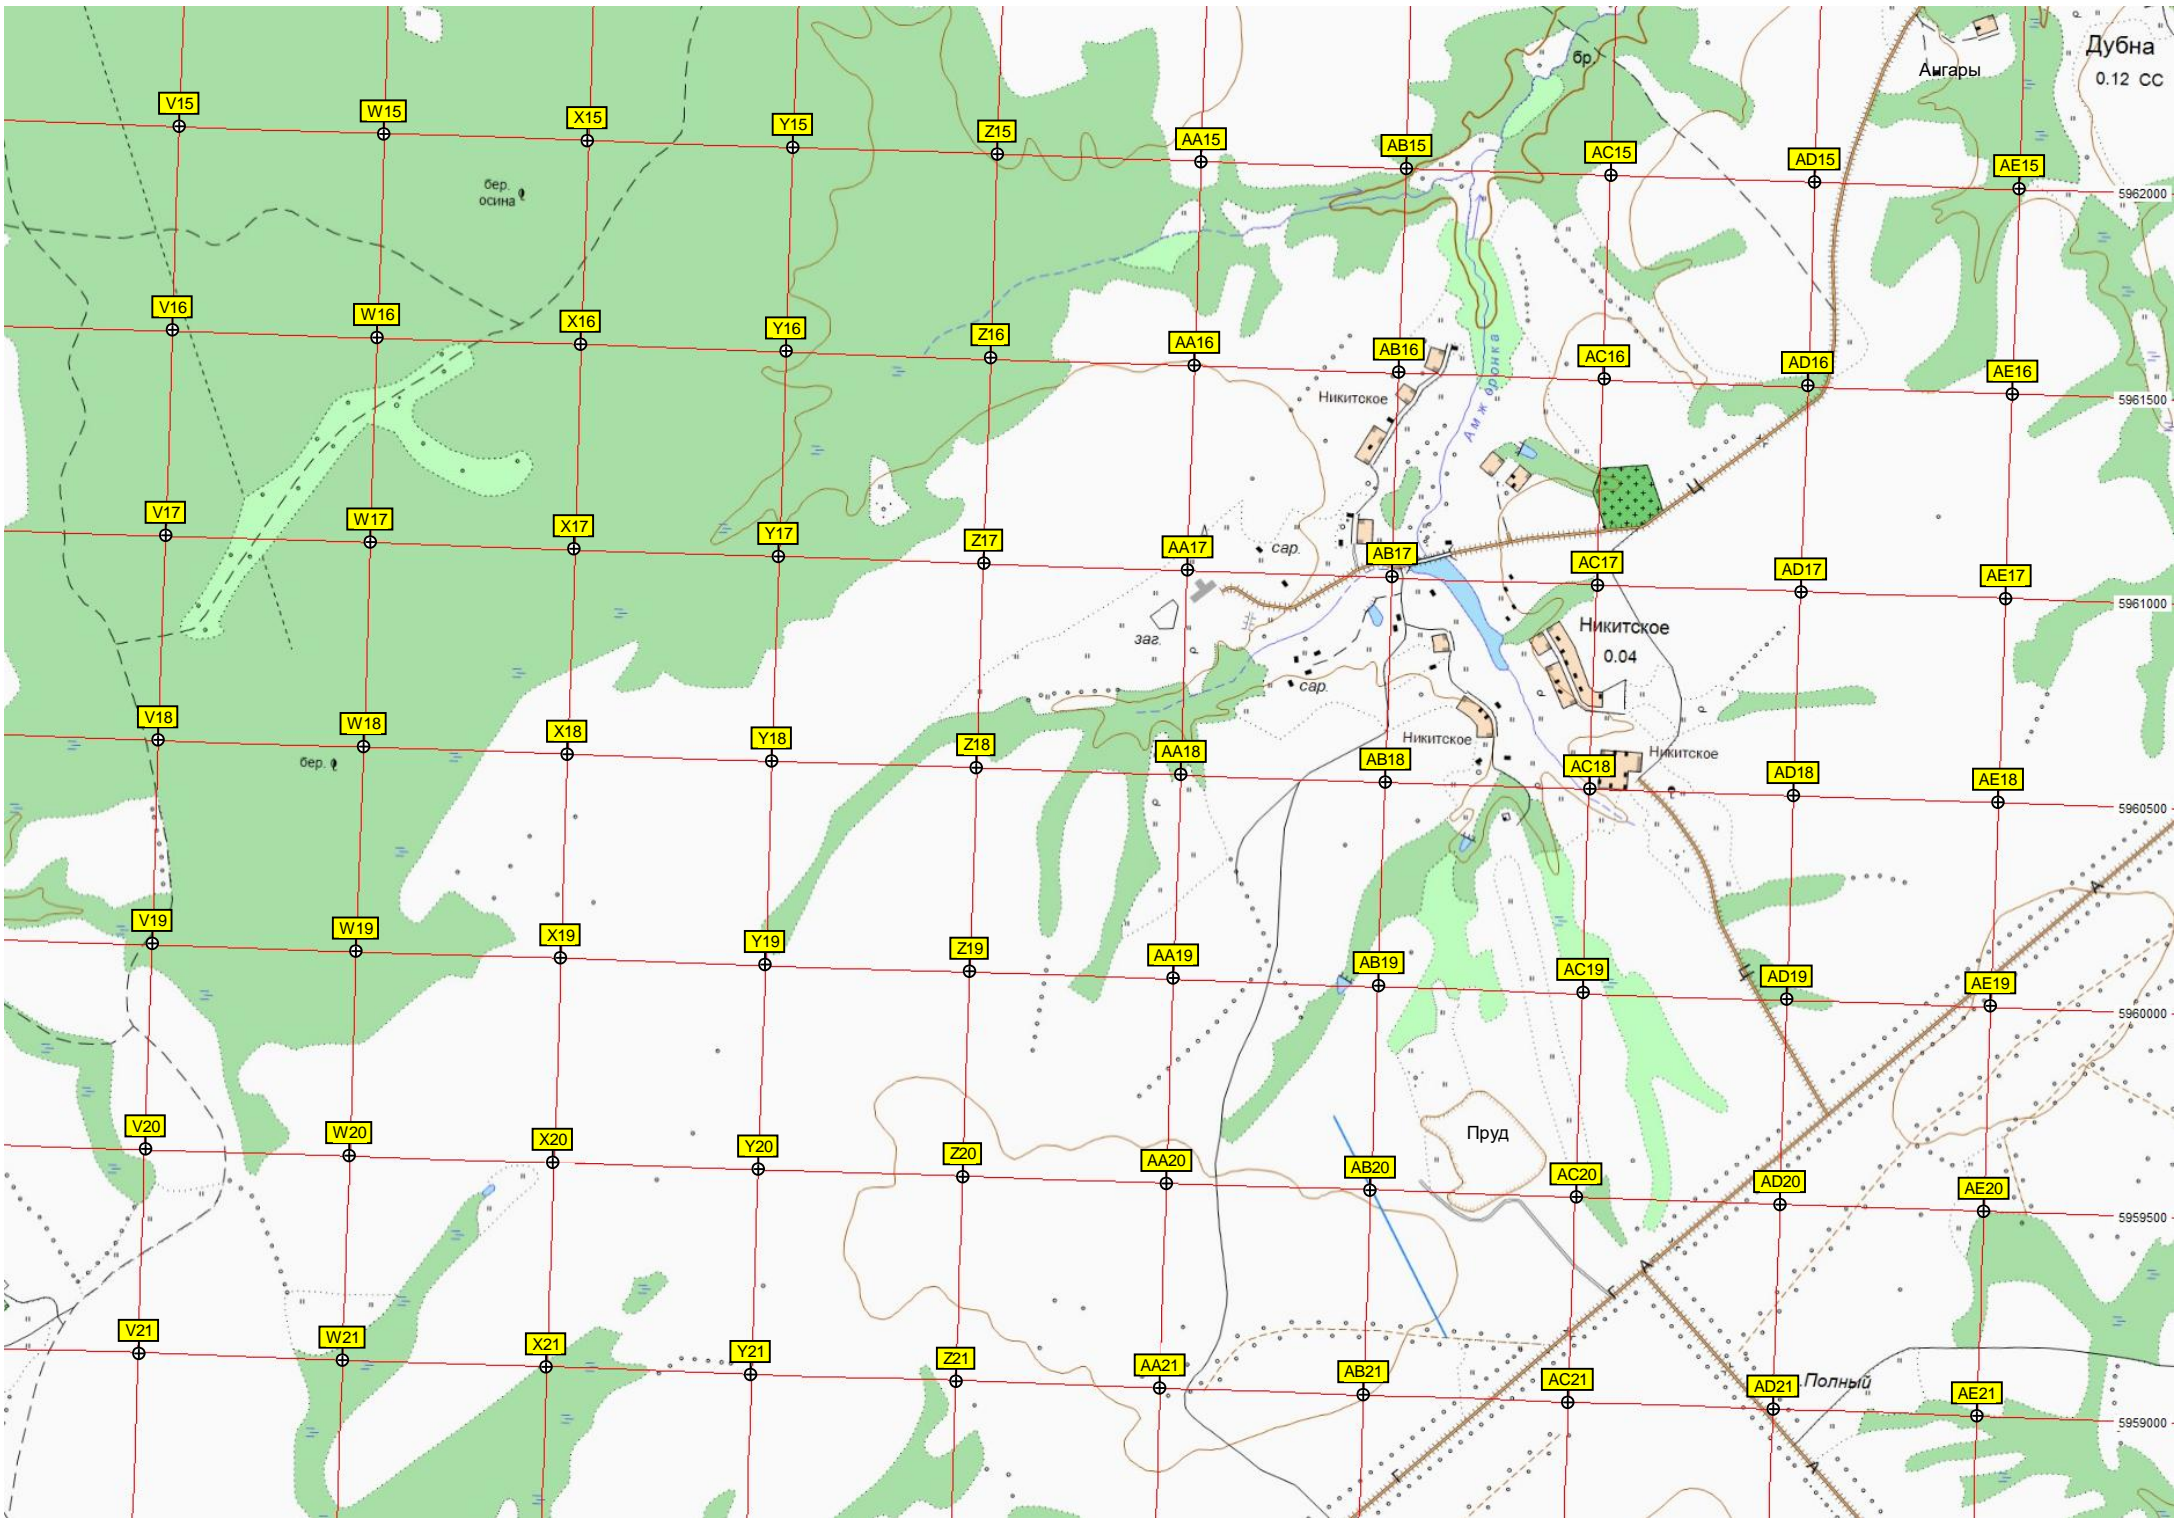 Дубна
бр.
Ангары
0.12 СС
V15
W15
X15
Y15
Z15
AA15
AB15
AC15
AD15
AE15
5962000
бер.
осина
V16
W16
X16
Y16
Z16
AA16
AB16
AC16
AD16
AE16
5961500
Никитское
Амжоронка
Ц
V17
W17
X17
Y17
Z17
AA17
AB17
AC17
AD17
AE17
5961000
сар.
Никитское
0.04
заг.
сар.
V18
W18
X18
Y18
Z18
AA18
AB18
AC18
AD18
AE18
5960500
Никитское
Никитское
бер.
А
V19
W19
X19
Y19
Z19
AA19
AB19
AC19
AD19
AE19
5960000
Ц
Пруд
V20
W20
X20
Y20
Z20
AA20
AB20
AC20
AD20
AE20
5959500
А
Г
V21
W21
X21
Y21
Z21
AA21
AB21
AC21
AD21
AE21
5959000
.Полный
Г
А